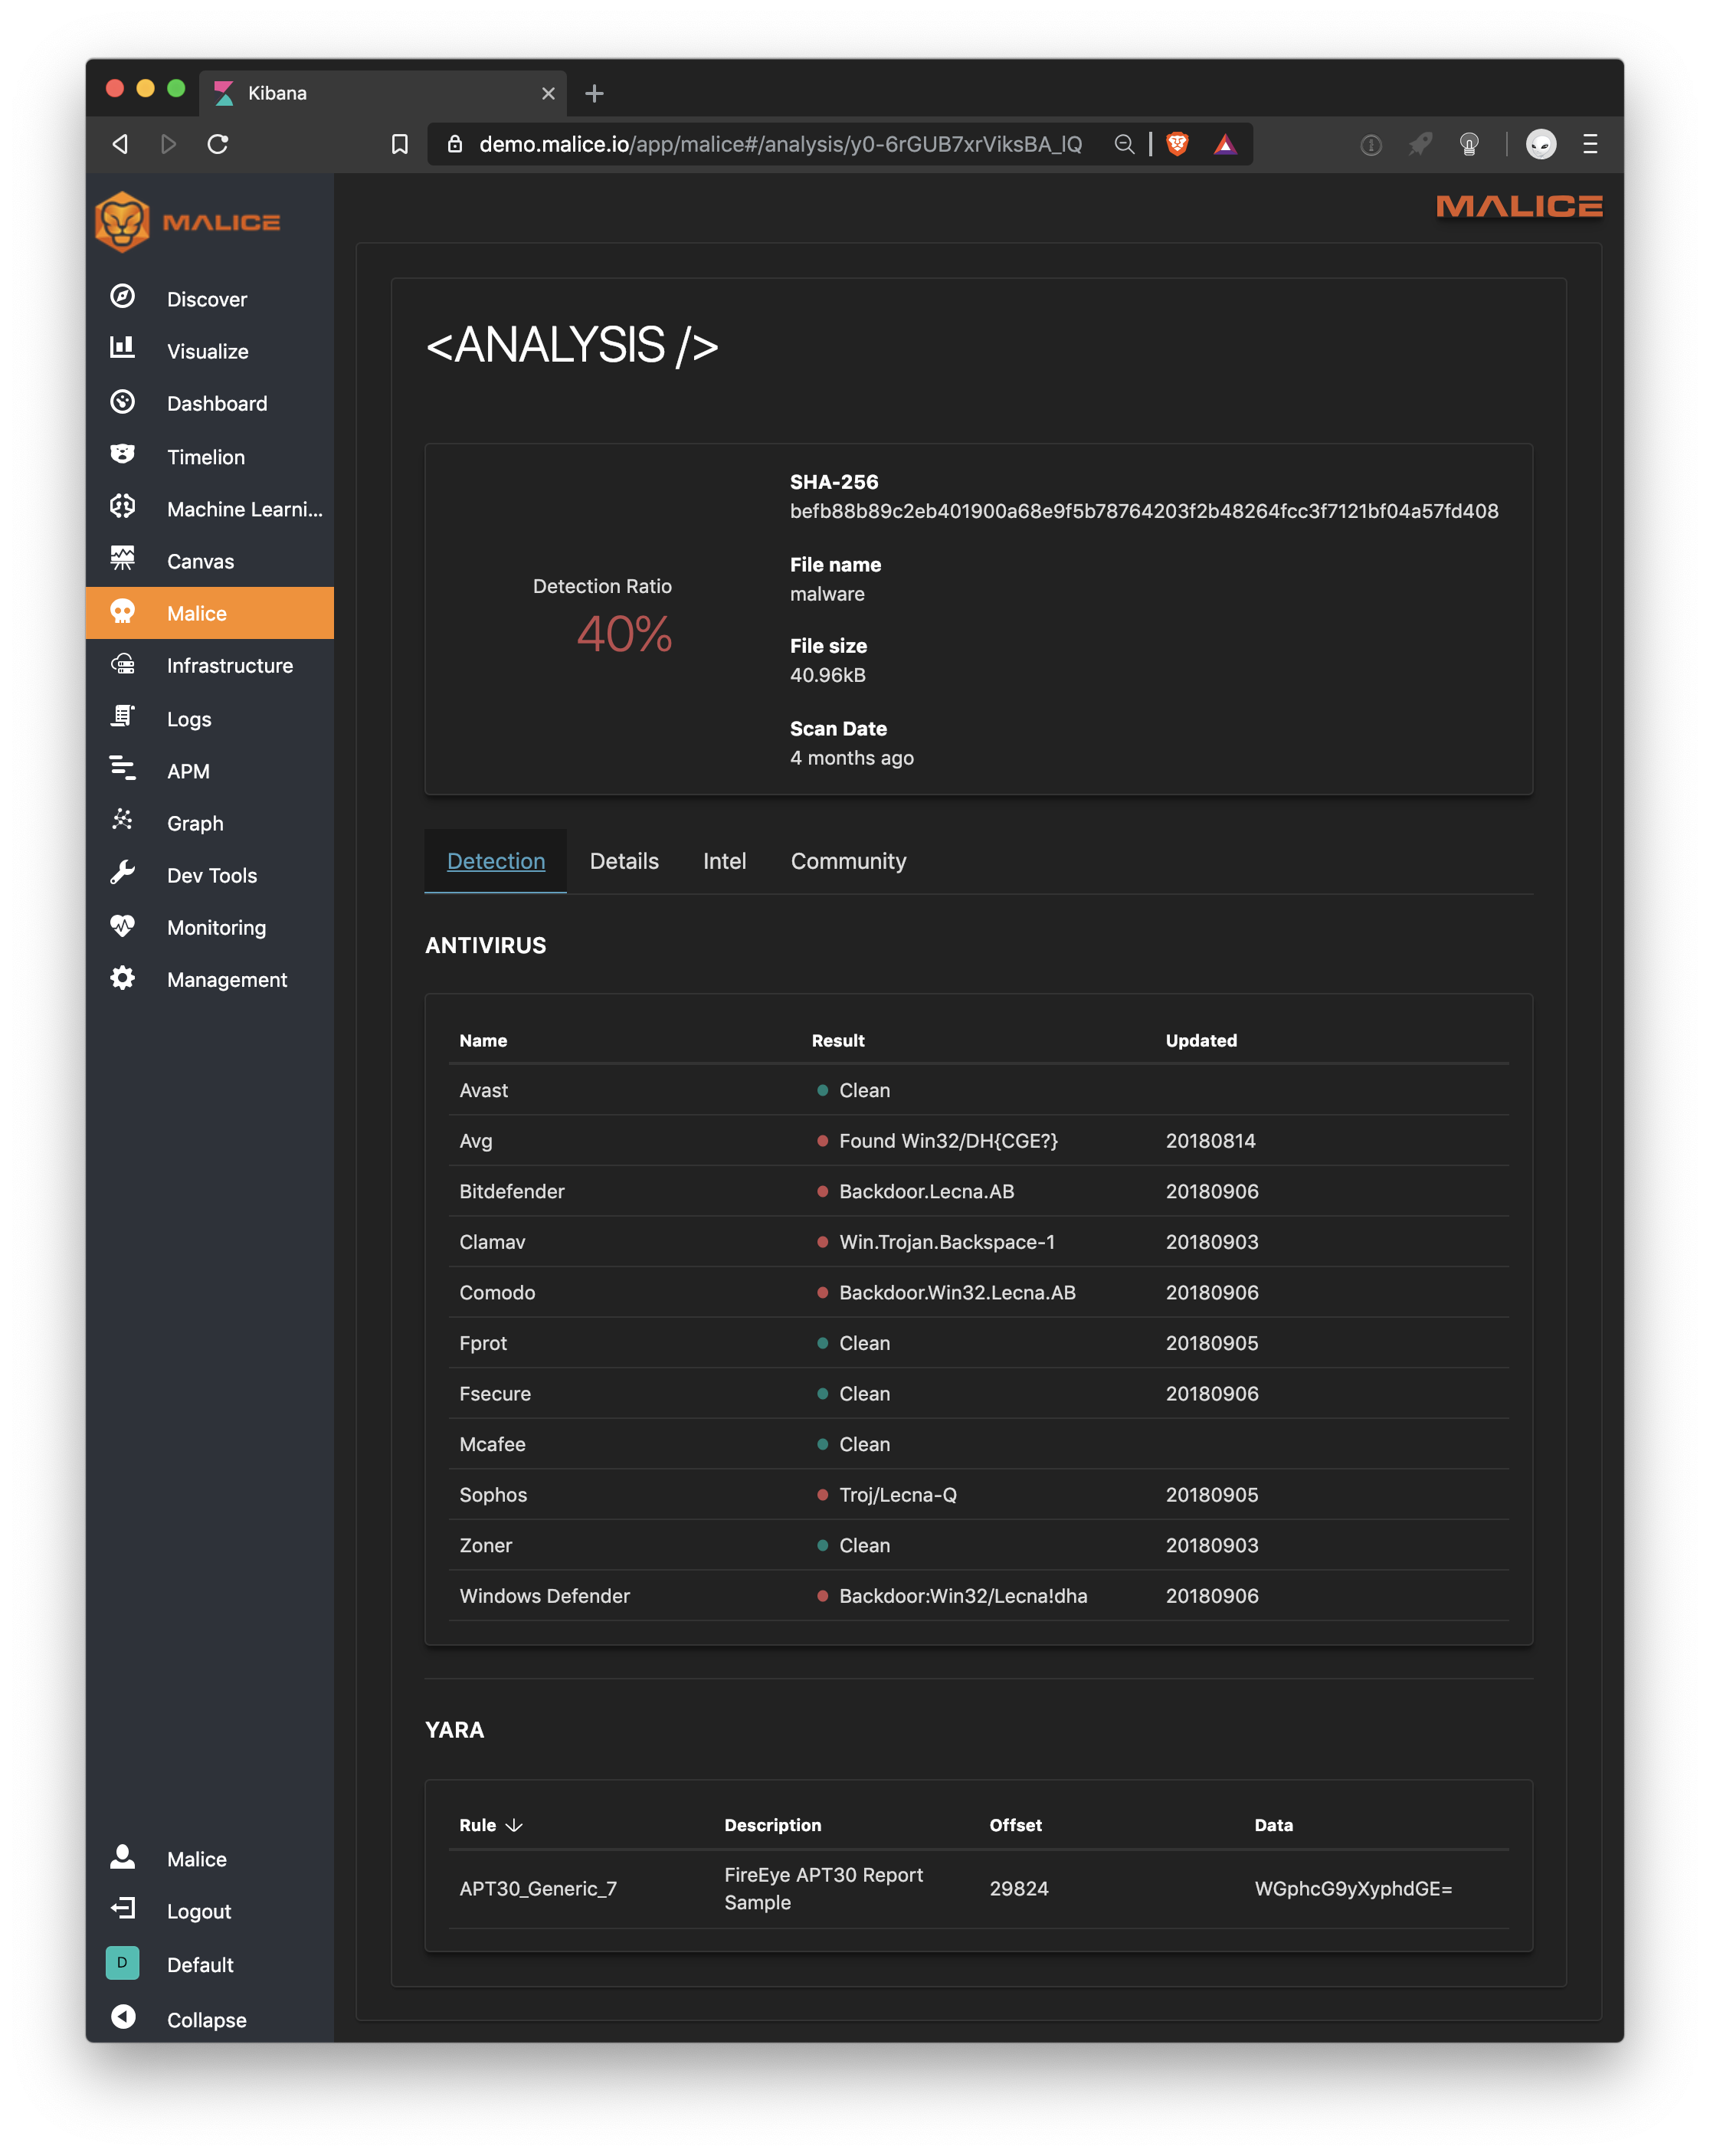 Kibana
demo.malice.io/app/malice#/analysis/y0-6rGUB7xrViksBA_lQ
MALICE
MALICE
Discover
Visualize
Dashboard
Timelion
Machine Learni...
Canvas
Malice
Infrastructure
Logs
APM
Graph
Dev Tools
Monitoring
Management
Malice
Logout
D Default
Collapse
<ANALYSIS />
Detection Ratio
40%
SHA-256
befb88b89c2eb401900a68e9f5b78764203f2b48264fcc3f7121bf04a57fd408
File name
malware
File size
40.96kB
Scan Date
4 months ago
Detection Details Intel Community
ANTIVIRUS
Name Result Updated
Avast Clean
Avg Found Win32/DH{CGE?} 20180814
Bitdefender Backdoor.Lecna.AB 20180906
Clamav Win.Trojan.Backspace-1 20180903
Comodo Backdoor.Win32.Lecna.AB 20180906
Fprot Clean 20180905
Fsecure Clean 20180906
Mcafee Clean
Sophos Troj/Lecna-Q 20180905
Zoner Clean 20180903
Windows Defender Backdoor:Win32/Lecna!dha 20180906
YARA
Rule Description Offset Data
APT30_Generic_7 FireEye APT30 Report 29824 WGphcG9yXyphdGE=
Sample